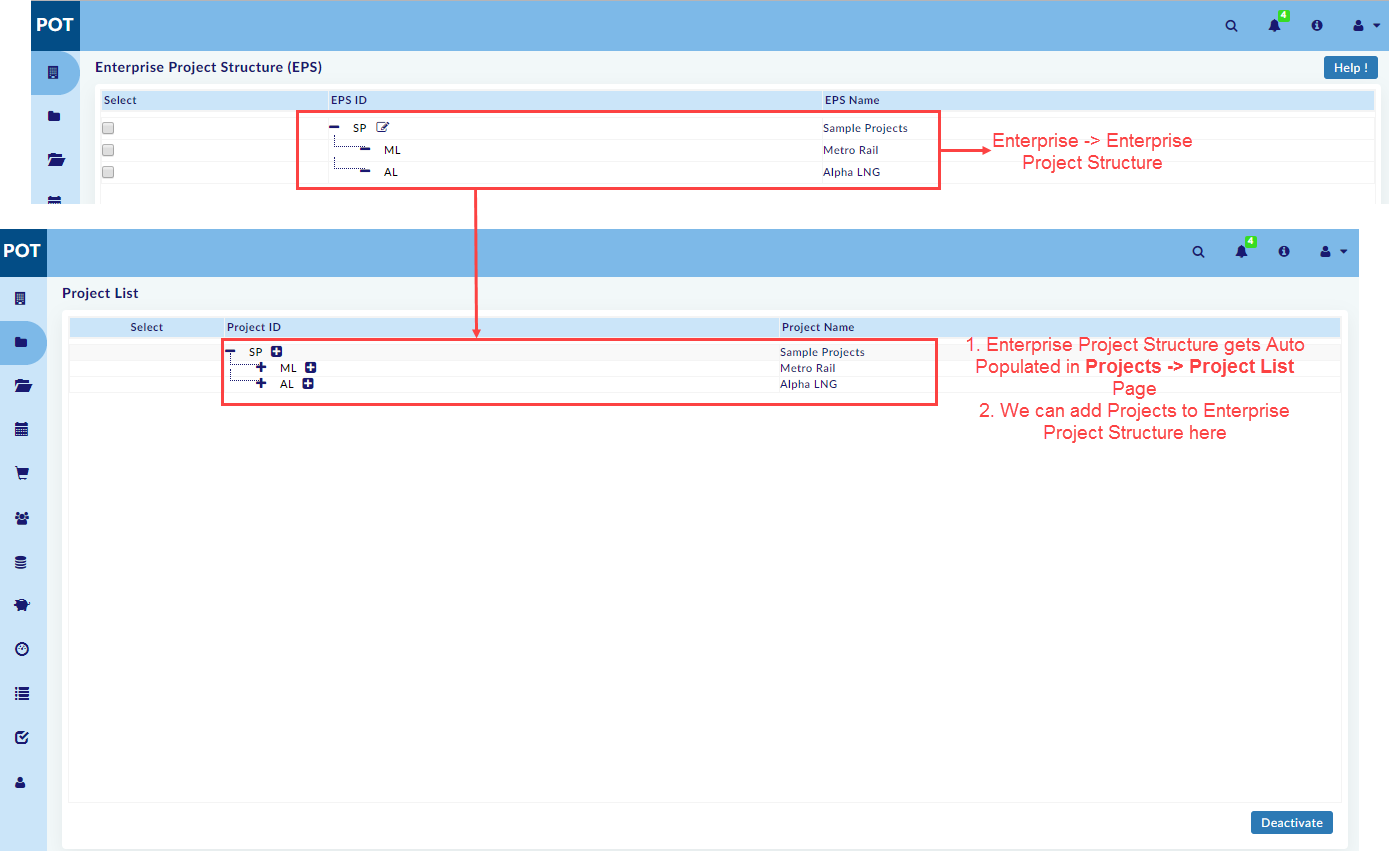 POT
4
Enterprise Project Structure (EPS)
Help !
Select EPS ID EPS Name
SP Sample Projects
ML Metro Rail
AL Alpha LNG
Enterprise -> Enterprise
Project Structure
POT
4
Project List
Select Project ID Project Name
SP Sample Projects
ML Metro Rail
AL Alpha LNG
1. Enterprise Project Structure gets Auto
Populated in Projects -> Project List
Page
2. We can add Projects to Enterprise
Project Structure here
Deactivate